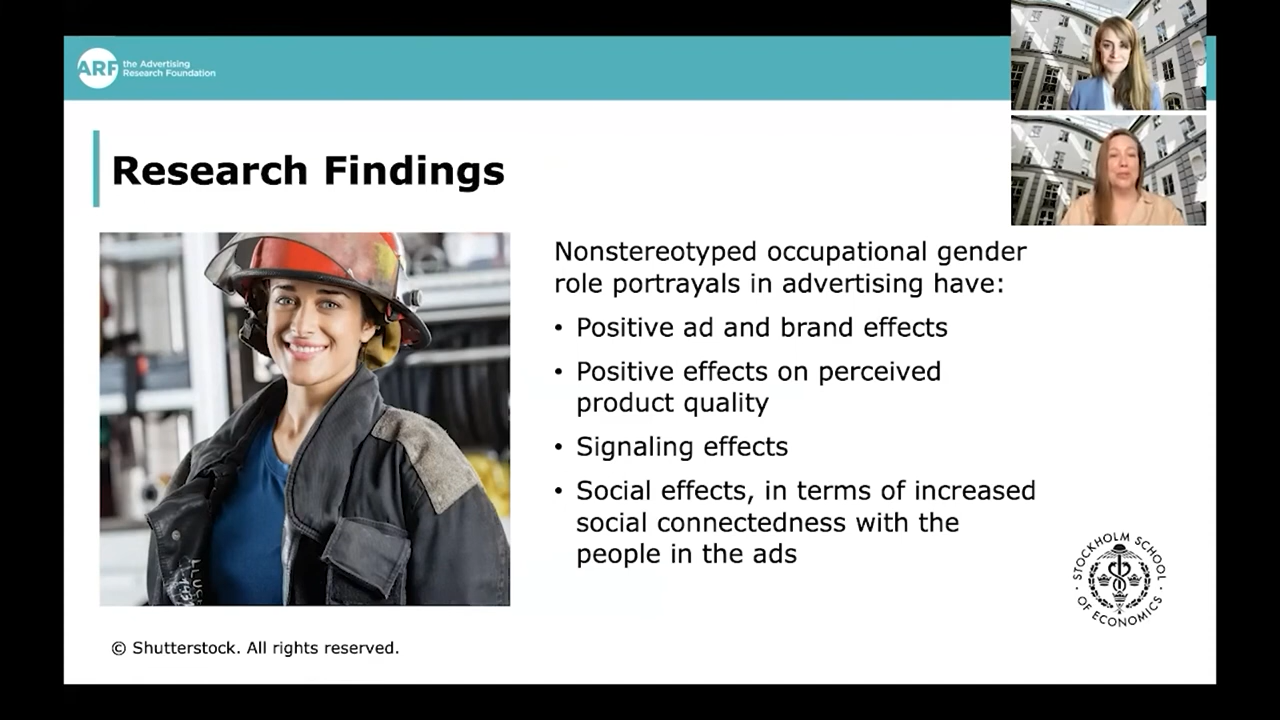 ARF
the Advertising
Research Foundation
Research Findings
Nonstereotyped occupational gender
role portrayals in advertising have:
• Positive ad and brand effects
• Positive effects on perceived
product quality
• Signaling effects
• Social effects, in terms of increased
social connectedness with the
people in the ads
STOCKHOLM SCHOOL
· OF ECONOMICS ·
© Shutterstock. All rights reserved.